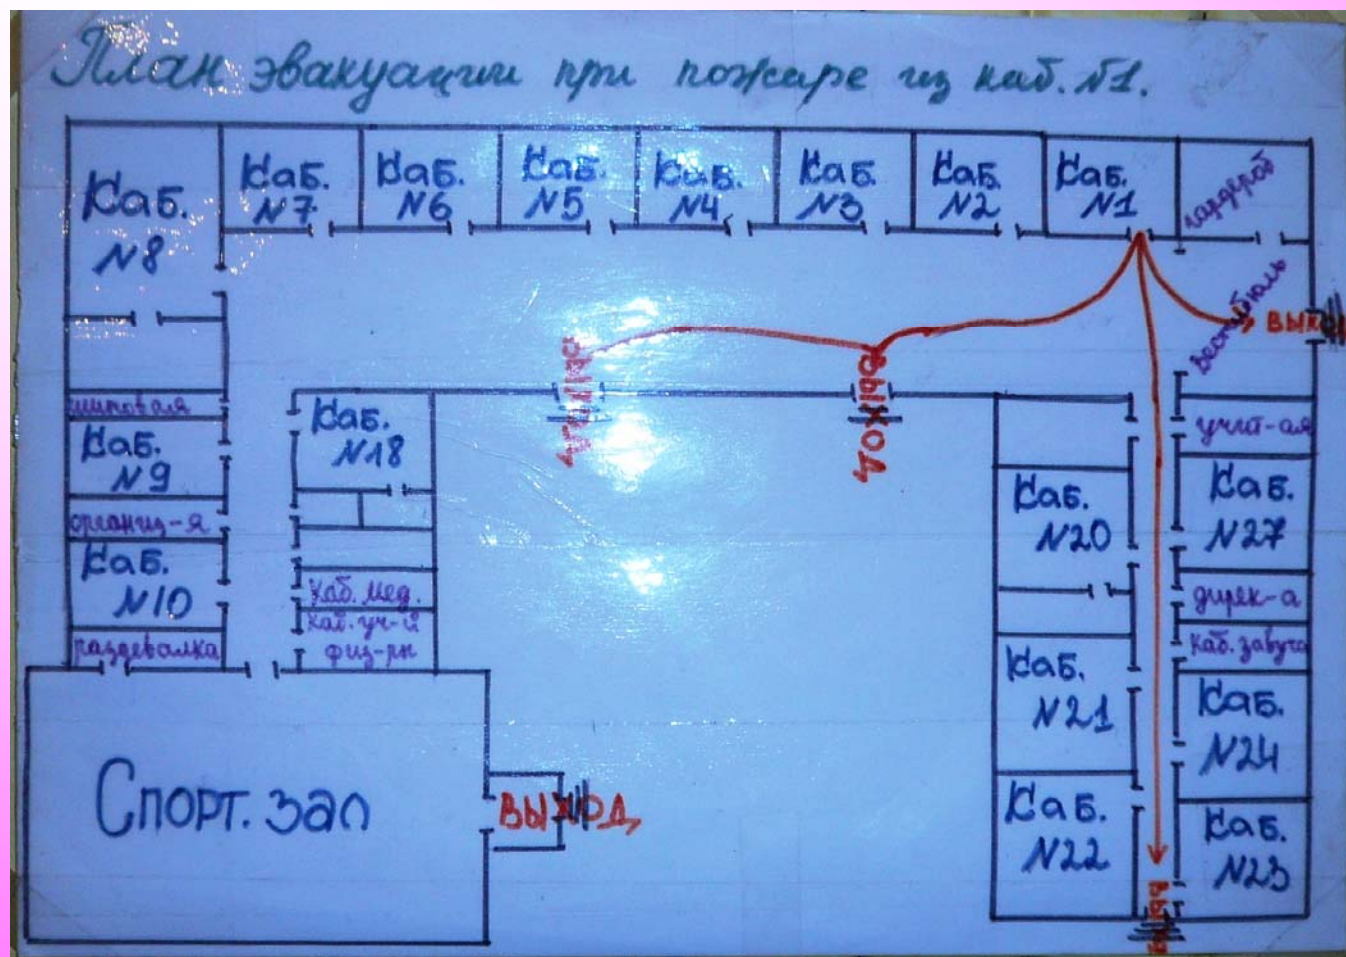 План эвакуации при пожаре из каб. №1.
Каб.
№8
Каб.
№7
Каб.
№6
Каб.
№5
Каб.
№4
Каб.
№3
Каб.
№2
Каб.
№1
гардероб
вестибюль
выход
выход
выход
Каб.
№9
Каб.
№10
раздевалка
Каб.
№18
Каб. мед.
Каб. уч-й
физ-ры
Спорт. зал
выход
Каб.
№20
Каб.
№21
Каб.
№22
учит-ая
Каб.
№27
дирек-а
Каб. завуча
Каб.
№24
Каб.
№23